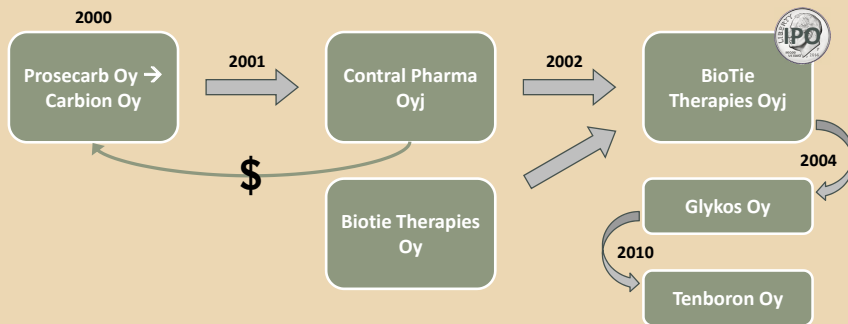 2000
Prosecarb Oy →
Carbion Oy
2001
Contral Pharma
Oyj
2002
BioTie
Therapies Oyj
IPO
LIBERTY
$
Biotie Therapies
Oy
2004
Glykos Oy
2010
Tenboron Oy